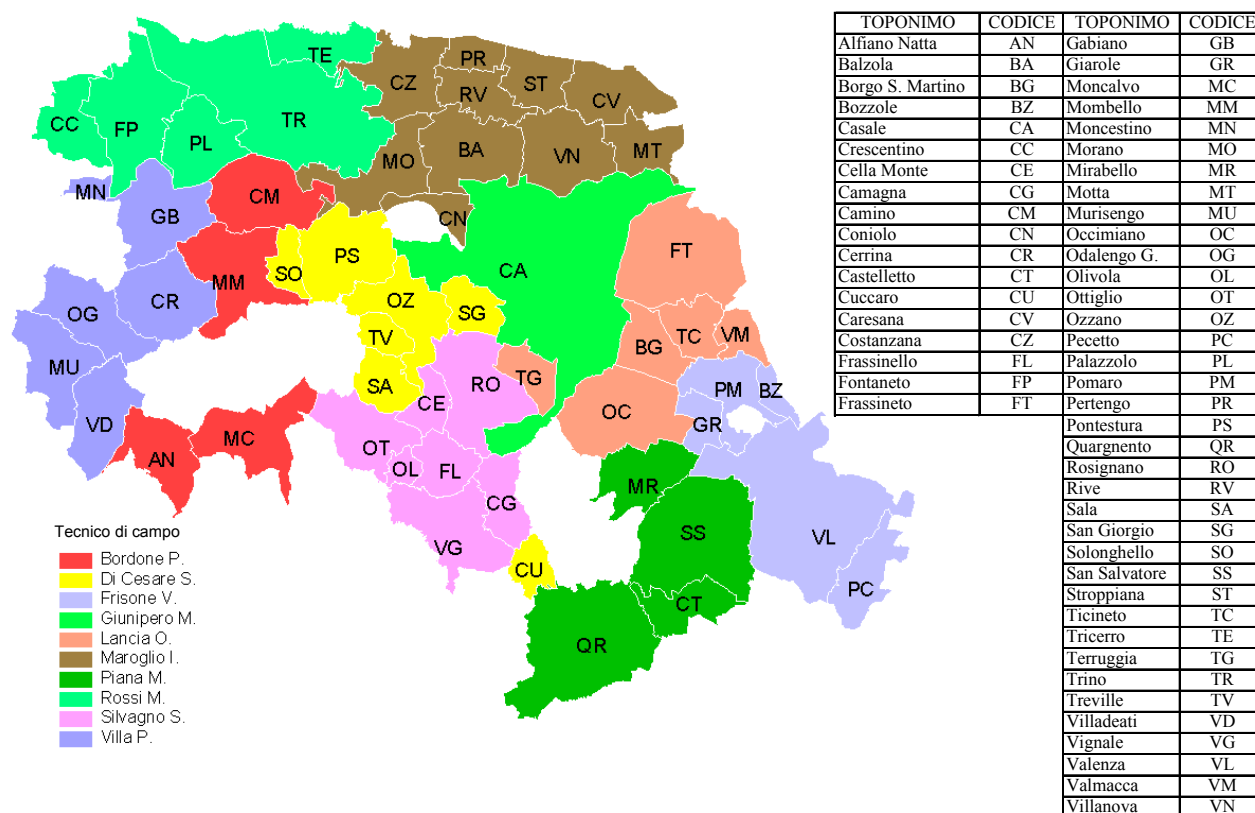 TE
PR
CZ
ST
RV
CV
CC
FP
TR
PL
MO
BA
VN
MT
MN
CM
GB
CN
PS
FT
SO
CA
MM
CR
OZ
OG
SG
TV
TC
VM
BG
MU
RO
TG
SA
CE
PM
BZ
OC
VD
GR
MC
OT
AN
OL
FL
MR
CG
SS
VL
VG
CU
PC
CT
QR
Tecnico di campo
Bordone P.
Di Cesare S.
Frisone V.
Giunipero M.
Lancia O.
Maroglio I.
Piana M.
Rossi M.
Silvagno S.
Villa P.
TOPONIMO CODICE TOPONIMO CODICE
Alfiano Natta AN Gabiano GB
Balzola BA Giarole GR
Borgo S. Martino BG Moncalvo MC
Bozzole BZ Mombello MM
Casale CA Moncestino MN
Crescentino CC Morano MO
Cella Monte CE Mirabello MR
Camagna CG Motta MT
Camino CM Murisengo MU
Coniolo CN Occimiano OC
Cerrina CR Odalengo G. OG
Castelletto CT Olivola OL
Cuccaro CU Ottiglio OT
Caresana CV Ozzano OZ
Costanzana CZ Pecetto PC
Frassinello FL Palazzolo PL
Fontaneto FP Pomaro PM
Frassineto FT Pertengo PR
Pontestura PS
Quargnento QR
Rosignano RO
Rive RV
Sala SA
San Giorgio SG
Solonghello SO
San Salvatore SS
Stroppiana ST
Ticineto TC
Tricerro TE
Terruggia TG
Trino TR
Treville TV
Villadeati VD
Vignale VG
Valenza VL
Valmacca VM
Villanova VN